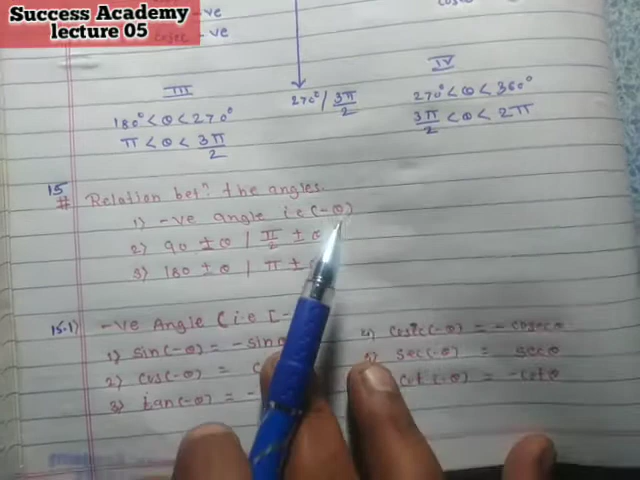 Success Academy
lecture 05
-ve
cosec -ve
III
IV
180° < θ < 270°
270° / 3π/2
270° < θ < 360°
π < θ < 3π/2
3π/2 < θ < 2π
15
# Relation betn the angles.
1) -ve angle i.e (-θ)
2) 90 ± θ / π/2 ±
3) 180 ± θ / π ±
15.1) -ve Angle (i.e [-
1) sin(-θ) = -sinθ
4) cosec(-θ) = -cosecθ
2) cos(-θ) =
5) sec(-θ) = secθ
3) tan(-θ) = -
cot(-θ) = -cotθ